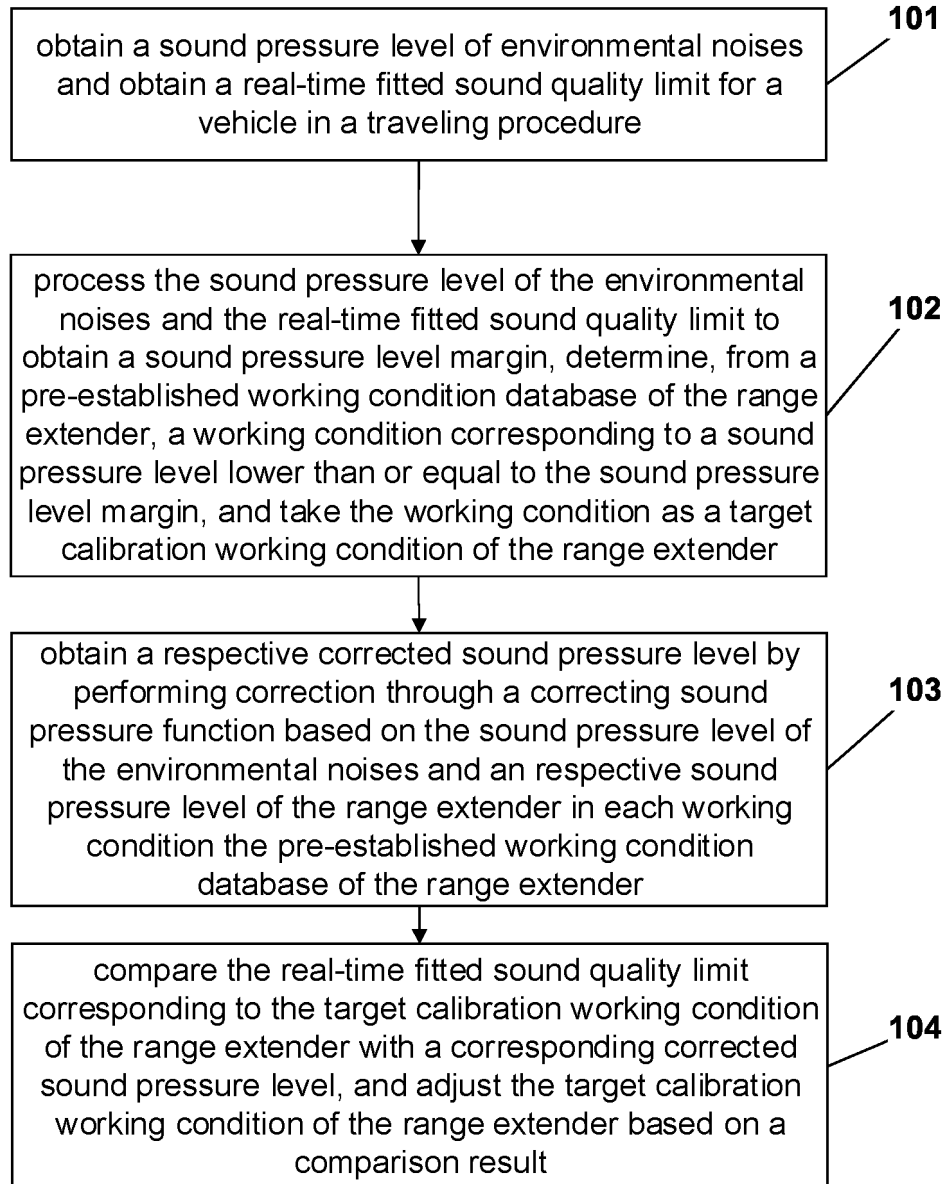 101
obtain a sound pressure level of environmental noises
and obtain a real-time fitted sound quality limit for a
vehicle in a traveling procedure
102
process the sound pressure level of the environmental
noises and the real-time fitted sound quality limit to
obtain a sound pressure level margin, determine, from a
pre-established working condition database of the range
extender, a working condition corresponding to a sound
pressure level lower than or equal to the sound pressure
level margin, and take the working condition as a target
calibration working condition of the range extender
103
obtain a respective corrected sound pressure level by
performing correction through a correcting sound
pressure function based on the sound pressure level of
the environmental noises and an respective sound
pressure level of the range extender in each working
condition the pre-established working condition
database of the range extender
104
compare the real-time fitted sound quality limit
corresponding to the target calibration working condition
of the range extender with a corresponding corrected
sound pressure level, and adjust the target calibration
working condition of the range extender based on a
comparison result